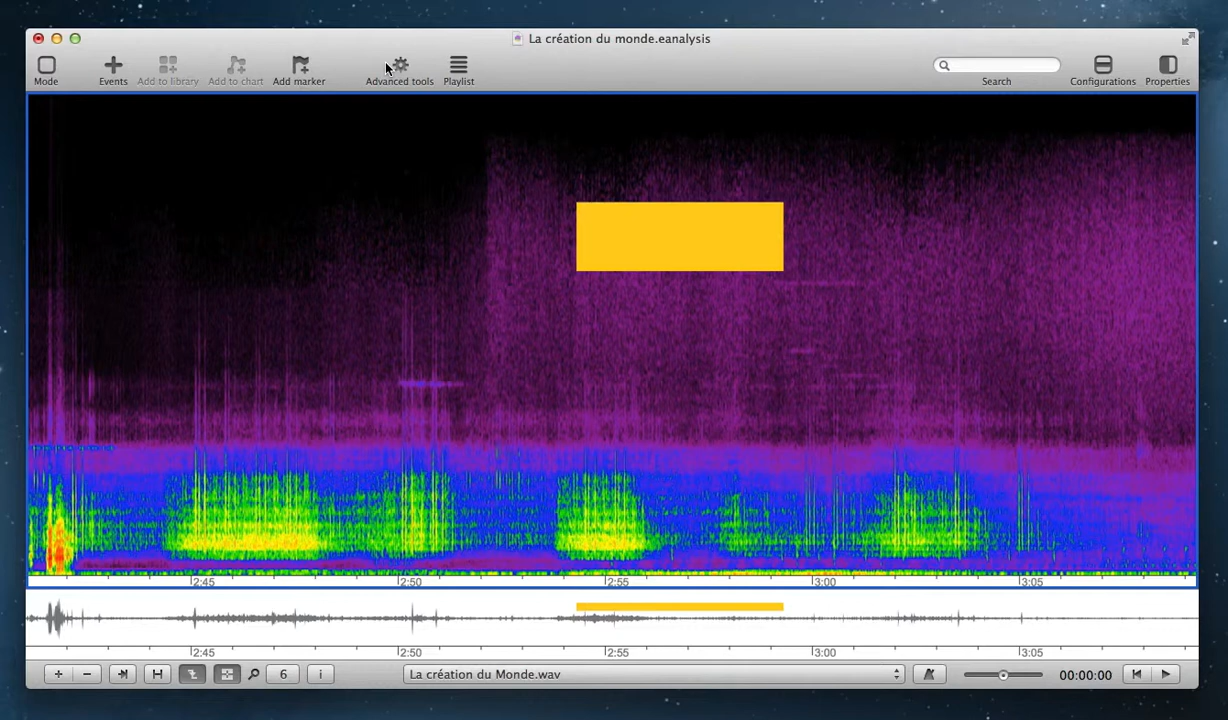 La création du monde.eanalysis
Mode Events Add to library Add to chart Add marker Advanced tools Playlist Search Configurations Properties
2:45 2:50 2:55 3:00 3:05
2:45 2:50 2:55 3:00 3:05
+ − 6 i La création du Monde.wav 00:00:00